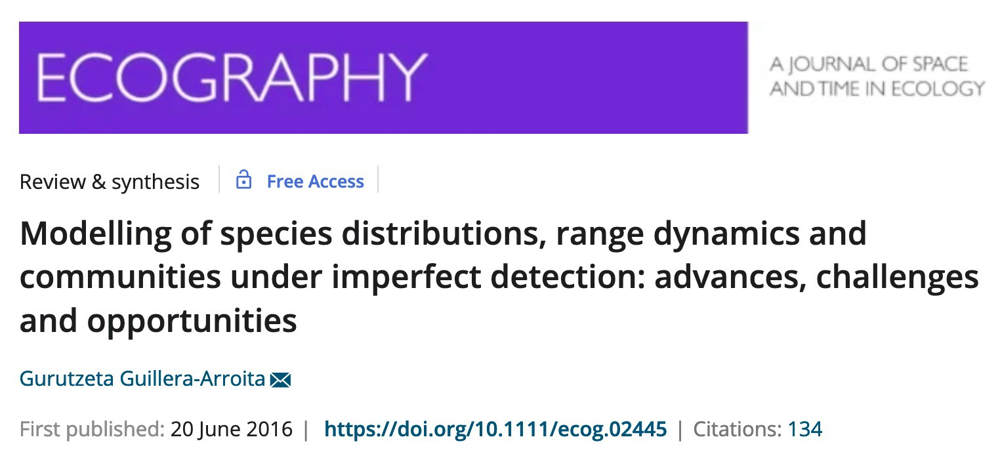 ECOGRAPHY
A JOURNAL OF SPACE
AND TIME IN ECOLOGY
Review & synthesis
Free Access
Modelling of species distributions, range dynamics and
communities under imperfect detection: advances, challenges
and opportunities
Gurutzeta Guillera-Arroita
First published: 20 June 2016 | https://doi.org/10.1111/ecog.02445 | Citations: 134